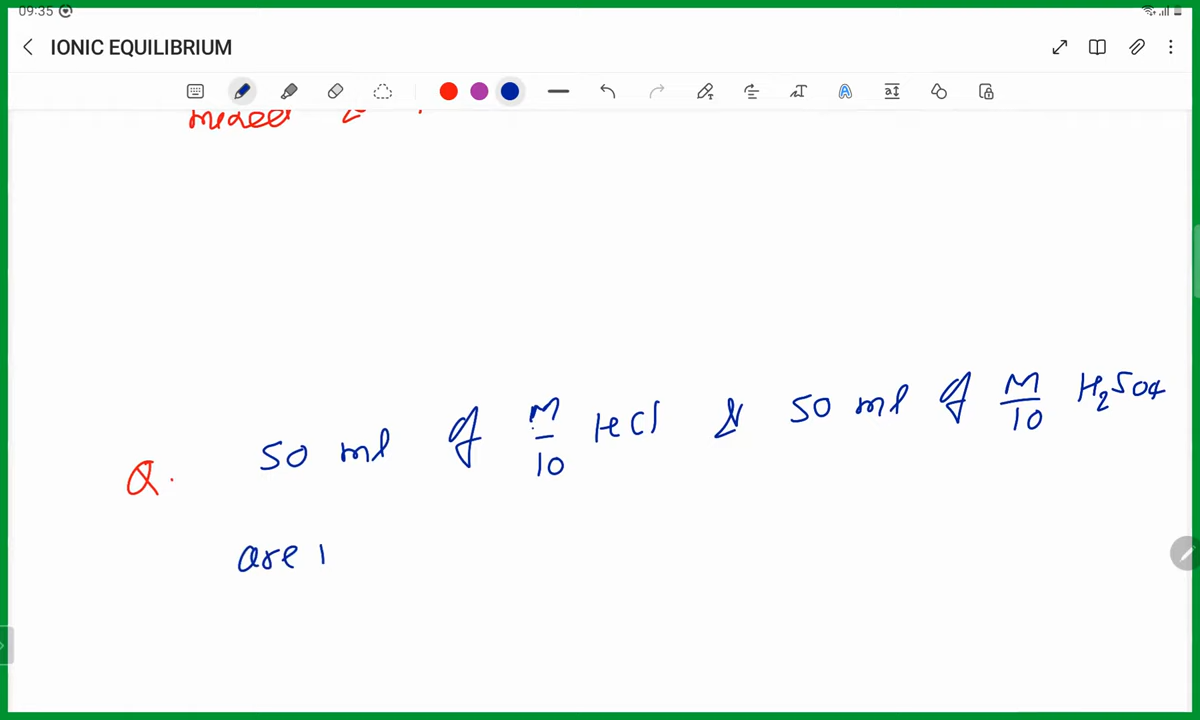 09:35
IONIC EQUILIBRIUM
Q. 50 ml of M/10 HCl & 50 ml of M/10 H₂SO₄
are